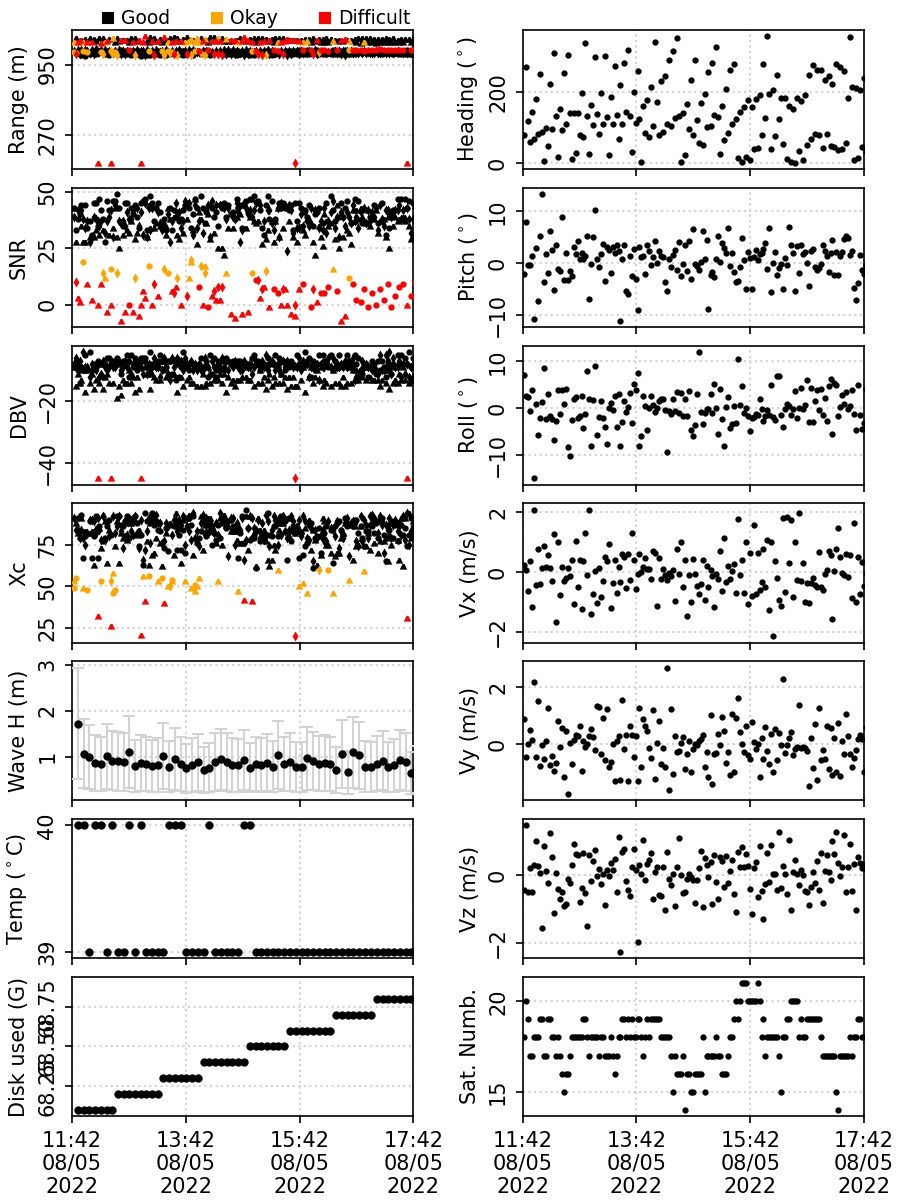 Good Okay Difficult
Range (m)
950
270
Heading (°)
200
0
SNR
50
25
0
Pitch (°)
10
0
−10
DBV
−20
−40
Roll (°)
10
0
−10
Xc
75
50
25
Vx (m/s)
2
0
−2
Wave H (m)
3
2
1
Vy (m/s)
2
0
Temp (°C)
40
39
Vz (m/s)
0
−2
Disk used (G)
Sat. Numb.
20
15
11:42 13:42 15:42 17:42
08/05 08/05 08/05 08/05
2022 2022 2022 2022
11:42 13:42 15:42 17:42
08/05 08/05 08/05 08/05
2022 2022 2022 2022